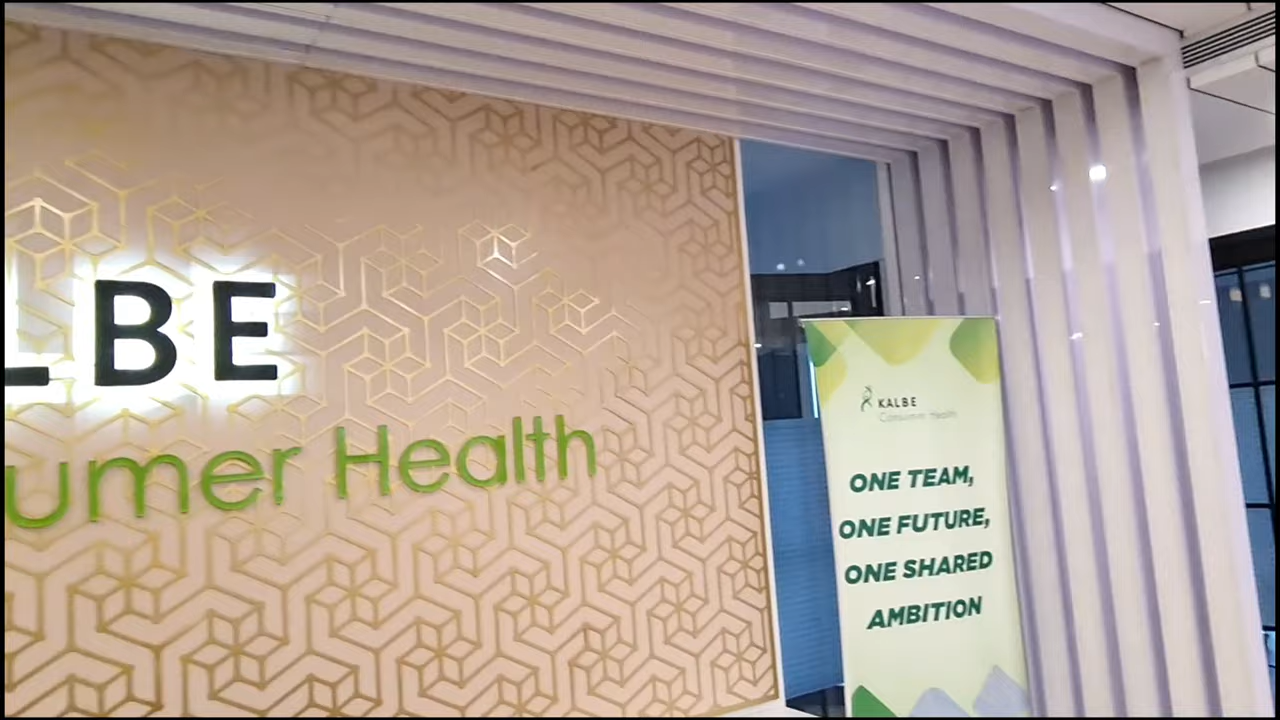 LBE
umer Health
KALBE
Consumer Health
ONE TEAM,
ONE FUTURE,
ONE SHARED
AMBITION